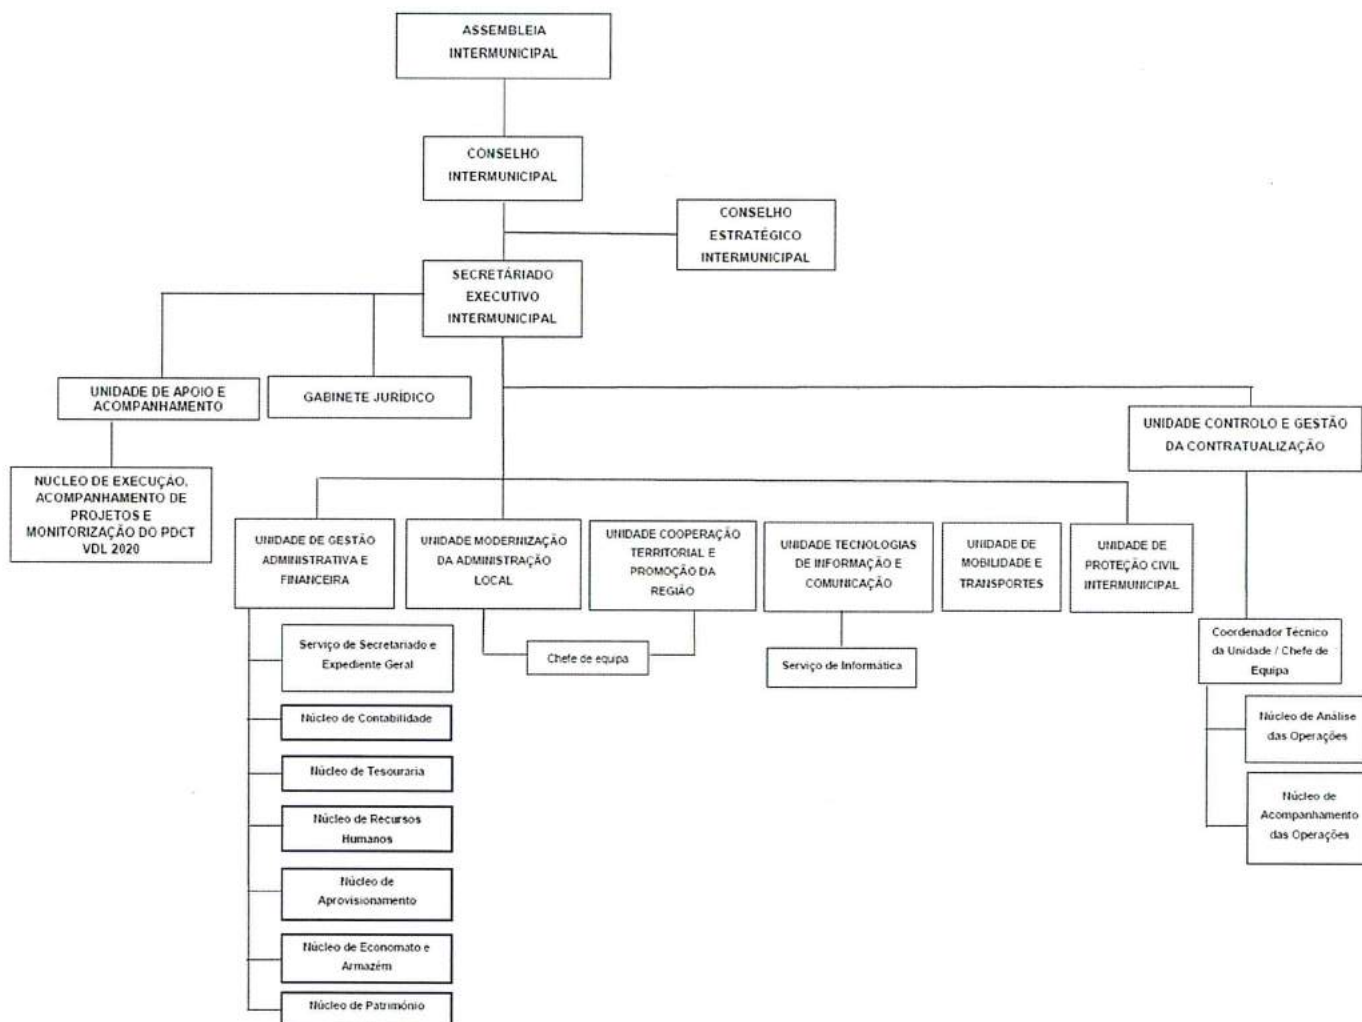 ASSEMBLEIA
INTERMUNICIPAL
CONSELHO
INTERMUNICIPAL
CONSELHO
ESTRATÉGICO
INTERMUNICIPAL
SECRETÁRIADO
EXECUTIVO
INTERMUNICIPAL
UNIDADE DE APOIO E
ACOMPANHAMENTO
GABINETE JURÍDICO
UNIDADE CONTROLO E GESTÃO
DA CONTRATUALIZAÇÃO
NÚCLEO DE EXECUÇÃO,
ACOMPANHAMENTO DE
PROJETOS E
MONITORIZAÇÃO DO PDCT
VDL 2020
UNIDADE DE GESTÃO
ADMINISTRATIVA E
FINANCEIRA
UNIDADE MODERNIZAÇÃO
DA ADMINISTRAÇÃO
LOCAL
UNIDADE COOPERAÇÃO
TERRITORIAL E
PROMOÇÃO DA
REGIÃO
UNIDADE TECNOLOGIAS
DE INFORMAÇÃO E
COMUNICAÇÃO
UNIDADE DE
MOBILIDADE E
TRANSPORTES
UNIDADE DE
PROTEÇÃO CIVIL
INTERMUNICIPAL
Serviço de Secretariado e
Expediente Geral
Chefe de equipa
Serviço de Informática
Coordenador Técnico
da Unidade / Chefe de
Equipa
Núcleo de Contabilidade
Núcleo de Análise
das Operações
Núcleo de Tesouraria
Núcleo de Recursos
Humanos
Núcleo de
Acompanhamento
das Operações
Núcleo de
Aprovisionamento
Núcleo de Economato e
Armazém
Núcleo de Património